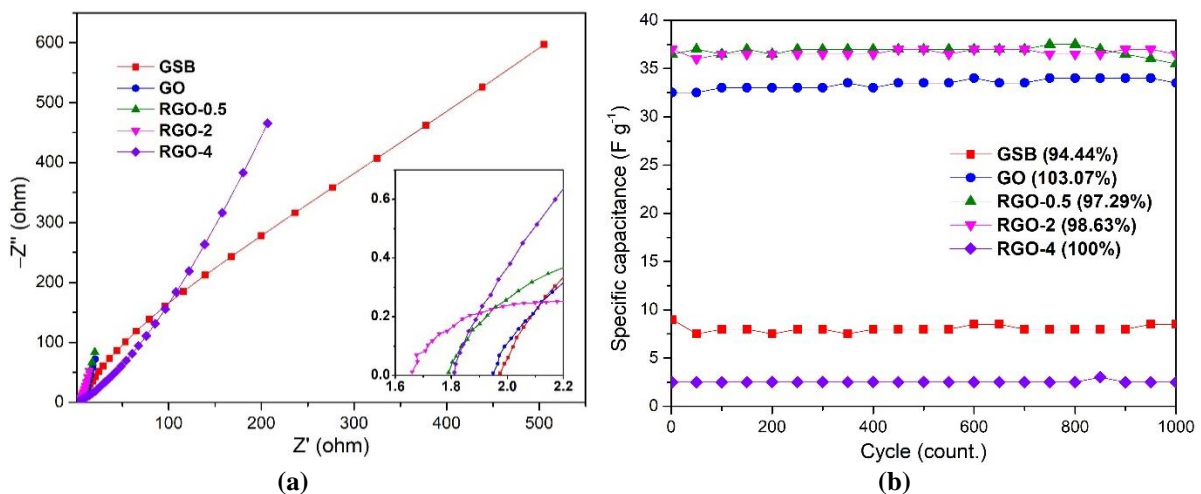 600
500
400
300
200
100
0
−Z'' (ohm)
GSB
GO
RGO-0.5
RGO-2
RGO-4
0.6
0.4
0.2
0.0
1.6 1.8 2.0 2.2
100 200 300 400 500
Z' (ohm)
(a)
40
35
30
25
20
15
10
5
0
Specific capacitance (F g⁻¹)
GSB (94.44%)
GO (103.07%)
RGO-0.5 (97.29%)
RGO-2 (98.63%)
RGO-4 (100%)
0 200 400 600 800 1000
Cycle (count.)
(b)